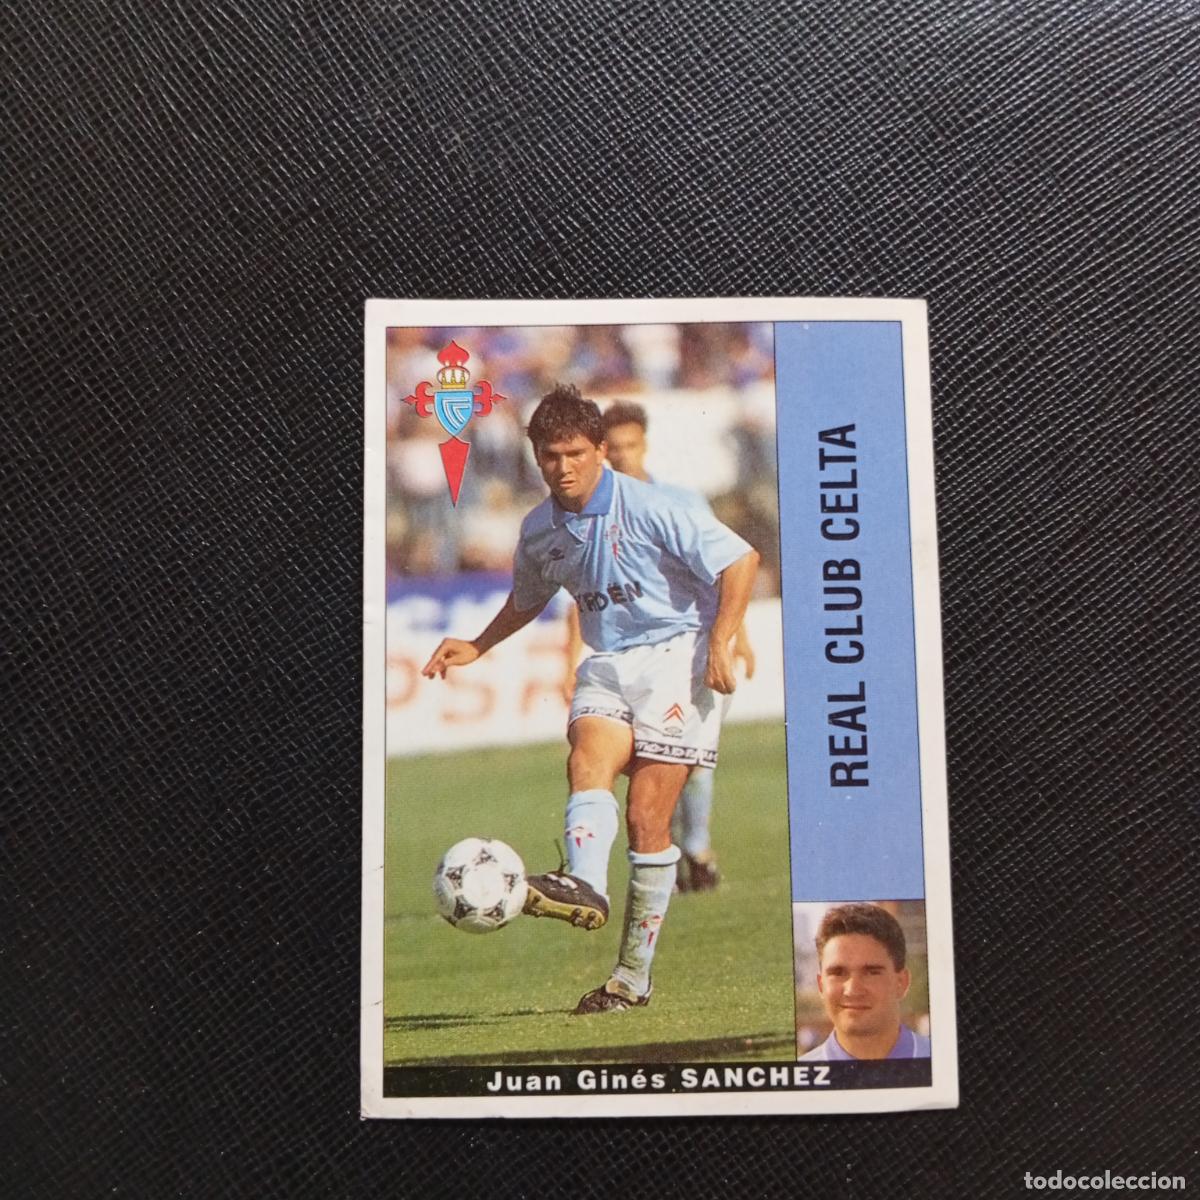 REAL CLUB CELTA
Juan Ginés SANCHEZ
todocoleccion